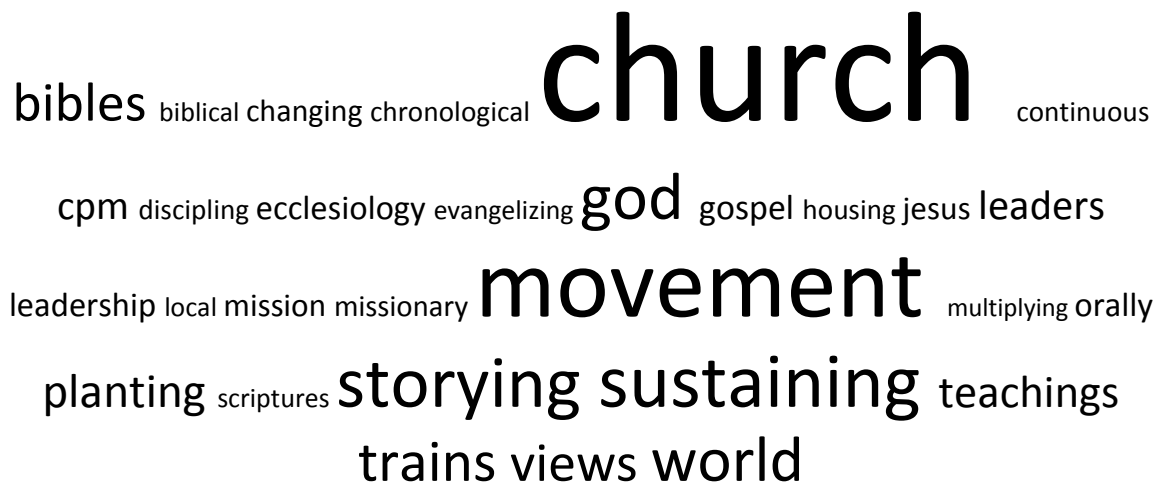 bibles biblical changing chronological church continuous
cpm discipling ecclesiology evangelizing god gospel housing jesus leaders
leadership local mission missionary movement multiplying orally
planting scriptures storying sustaining teachings
trains views world